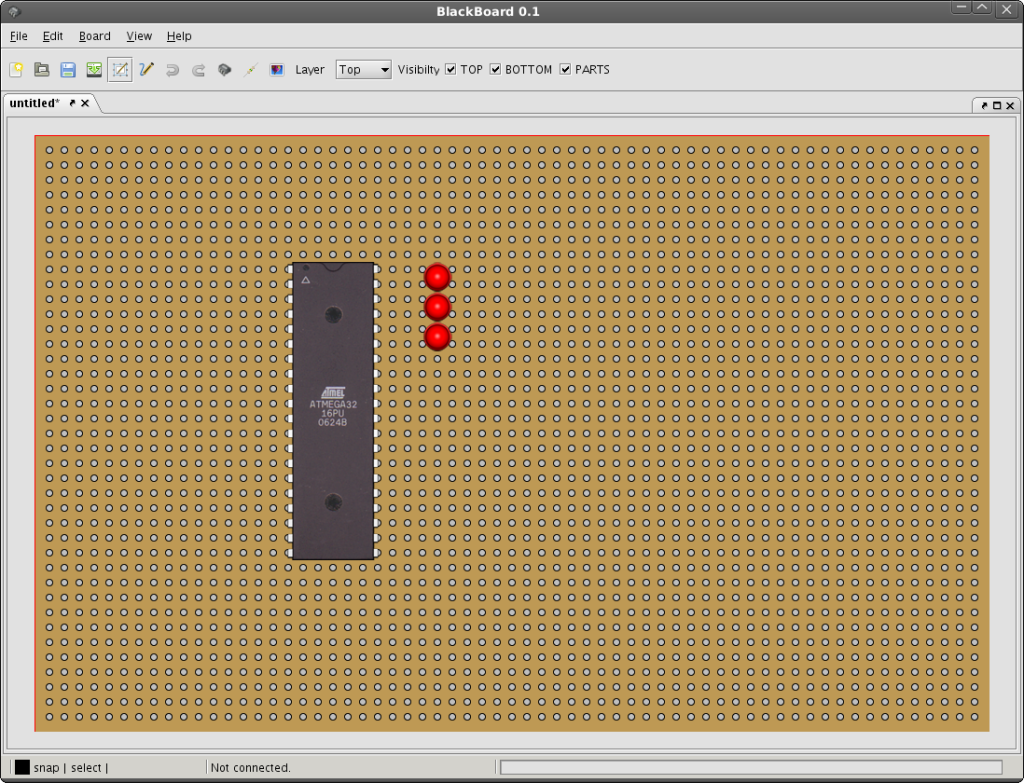 BlackBoard 0.1
File Edit Board View Help
Layer Top Visibilty TOP BOTTOM PARTS
untitled*
ATMEL
ATMEGA32
16PU
0624B
snap | select | Not connected.